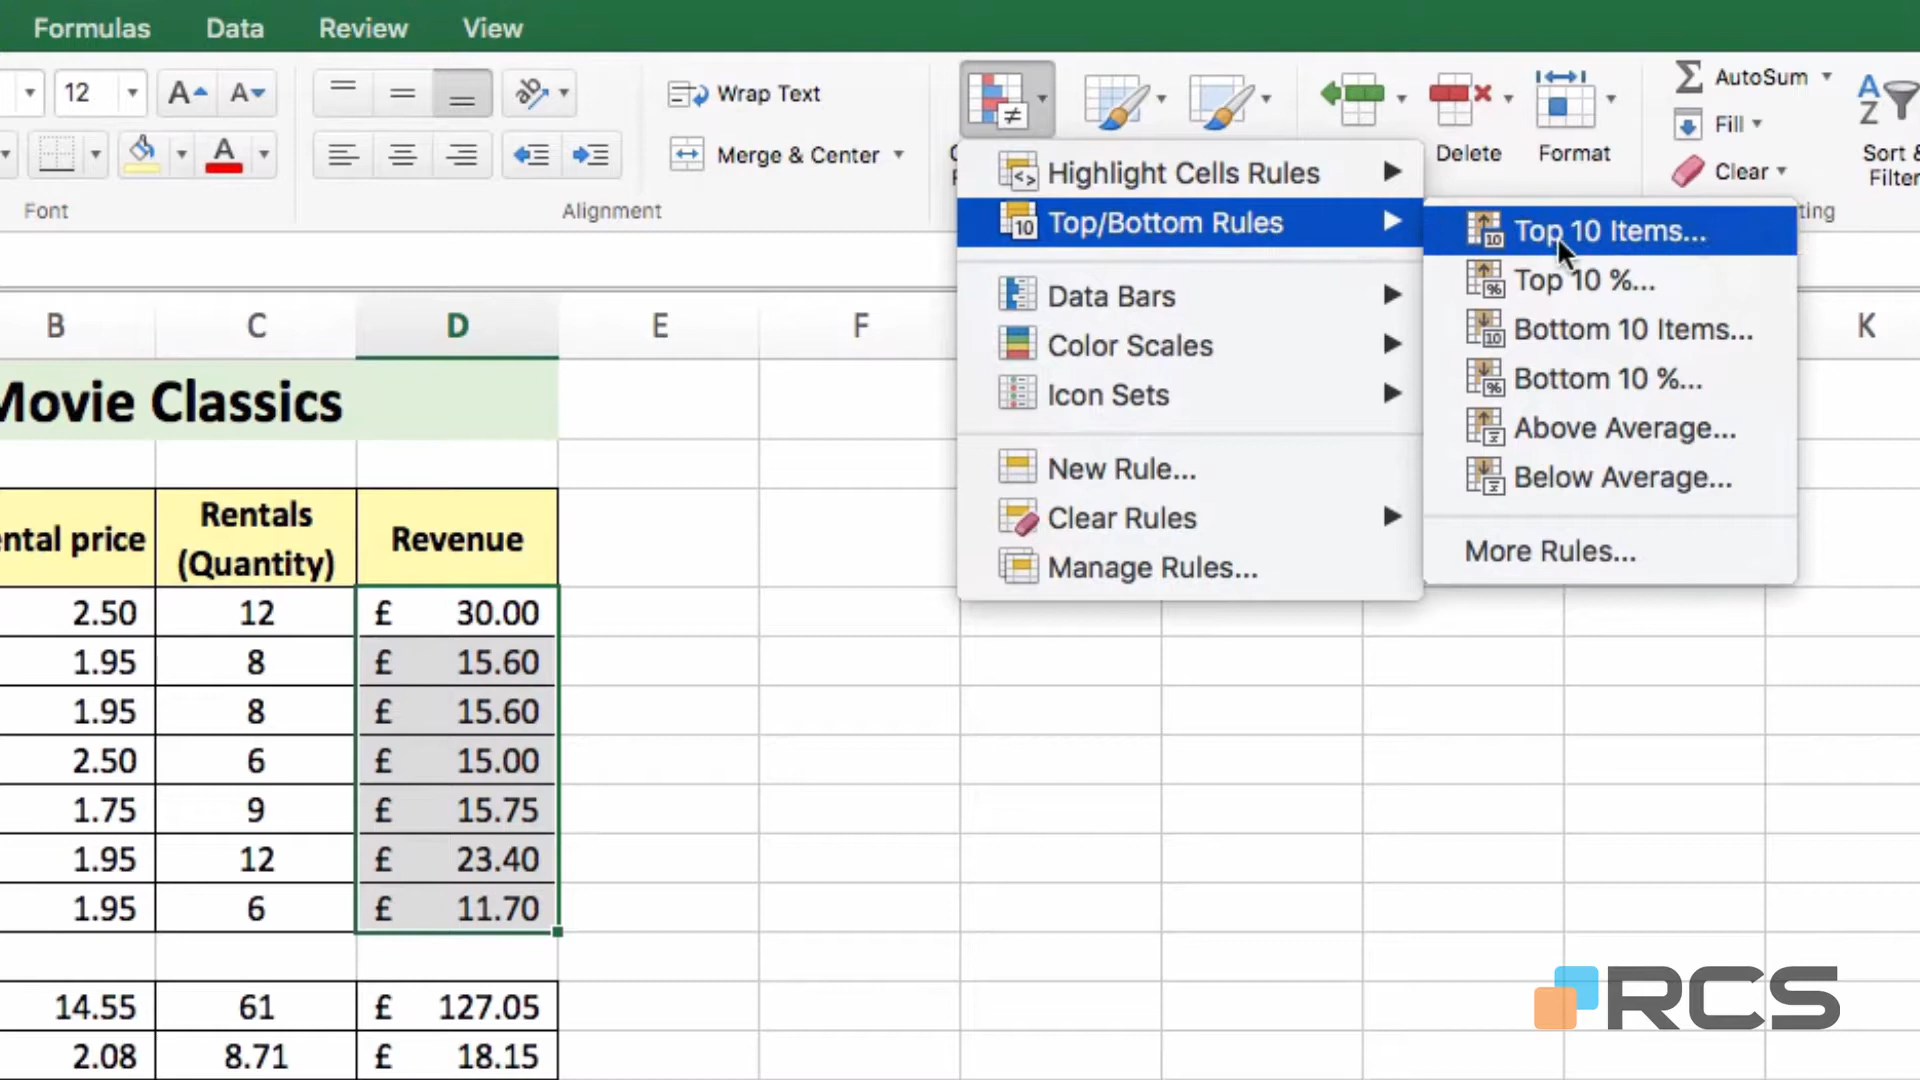 Formulas Data Review View
12 A A Wrap Text AutoSum
Fill
A Merge & Center Delete Format Clear Sort &
Filter
Font Alignment
Highlight Cells Rules
Top/Bottom Rules
Data Bars
Color Scales
Icon Sets
New Rule...
Clear Rules
Manage Rules...
Top 10 Items...
Top 10 %...
Bottom 10 Items...
Bottom 10 %...
Above Average...
Below Average...
More Rules...
ting
B C D E F K
Movie Classics
ental price Rentals (Quantity) Revenue
2.50 12 £ 30.00
1.95 8 £ 15.60
1.95 8 £ 15.60
2.50 6 £ 15.00
1.75 9 £ 15.75
1.95 12 £ 23.40
1.95 6 £ 11.70
14.55 61 £ 127.05
2.08 8.71 £ 18.15
RCS